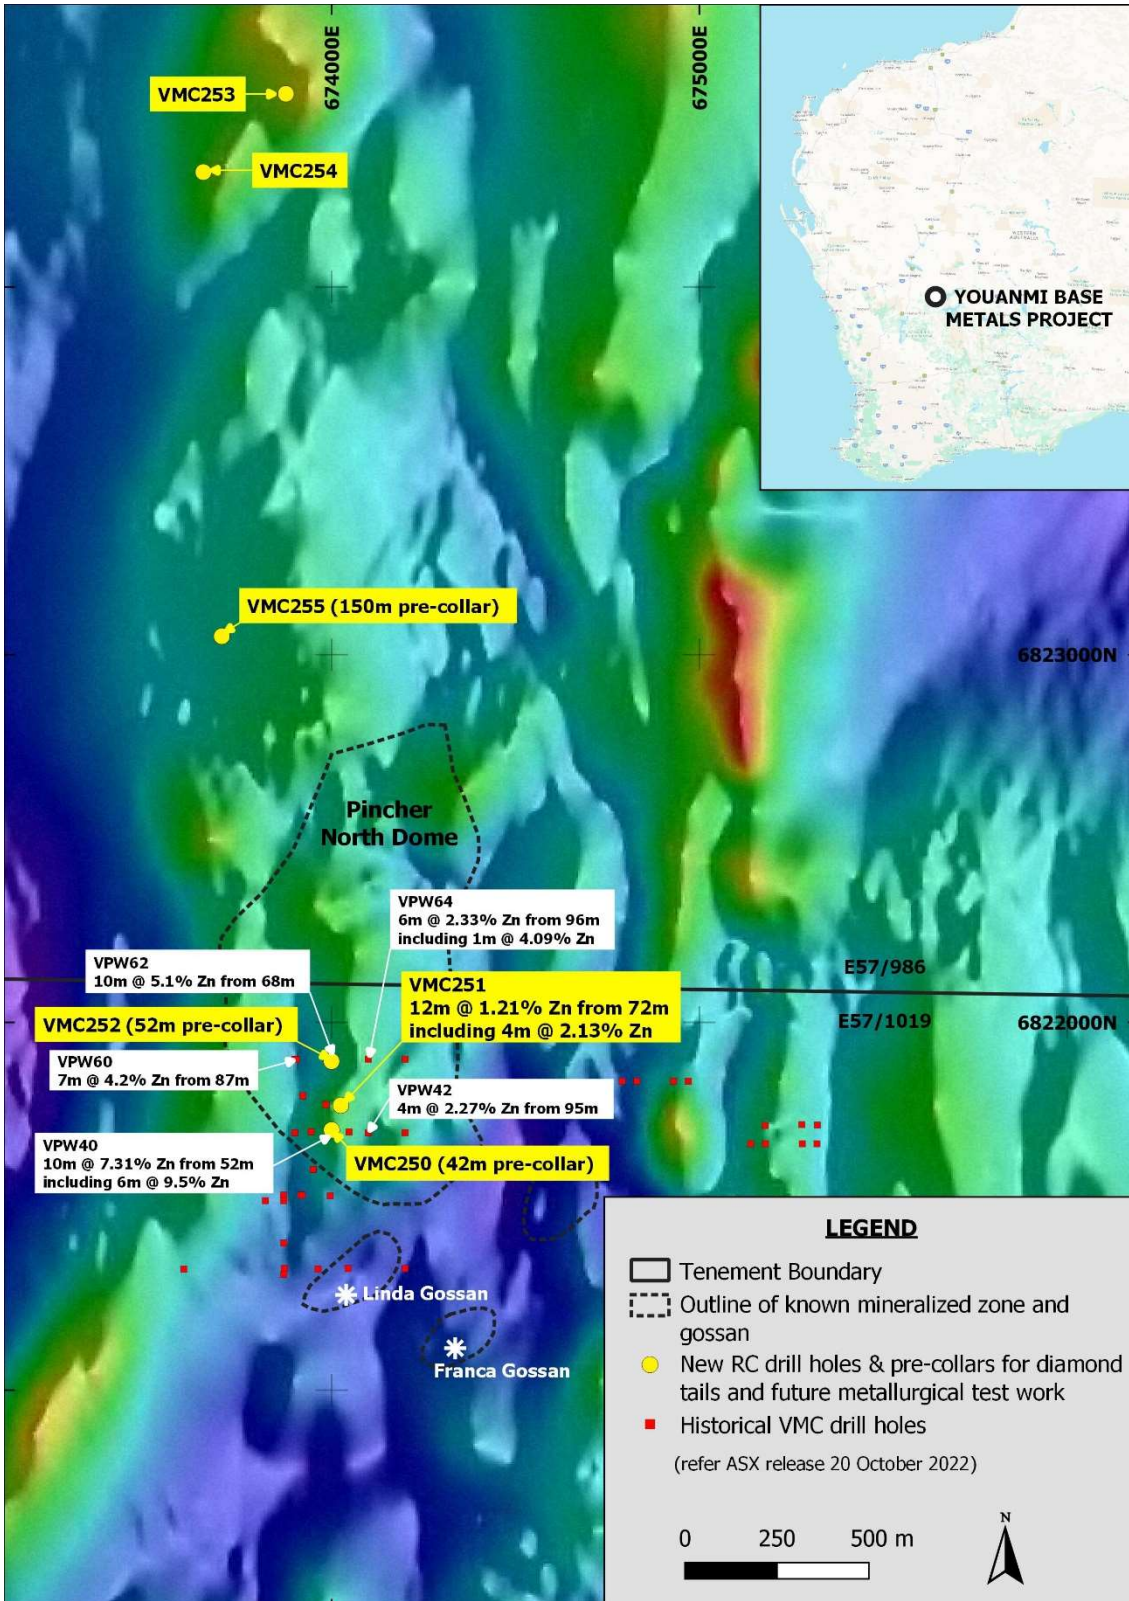 674000E
675000E
VMC253
VMC254
YOUANMI BASE
METALS PROJECT
VMC255 (150m pre-collar)
6823000N
Pincher
North Dome
VPW64
6m @ 2.33% Zn from 96m
including 1m @ 4.09% Zn
VPW62
10m @ 5.1% Zn from 68m
E57/986
VMC251
12m @ 1.21% Zn from 72m
including 4m @ 2.13% Zn
VMC252 (52m pre-collar)
E57/1019
6822000N
VPW60
7m @ 4.2% Zn from 87m
VPW42
4m @ 2.27% Zn from 95m
VPW40
10m @ 7.31% Zn from 52m
including 6m @ 9.5% Zn
VMC250 (42m pre-collar)
Linda Gossan
Franca Gossan
LEGEND
Tenement Boundary
Outline of known mineralized zone and
gossan
New RC drill holes & pre-collars for diamond
tails and future metallurgical test work
Historical VMC drill holes
(refer ASX release 20 October 2022)
0 250 500 m
N